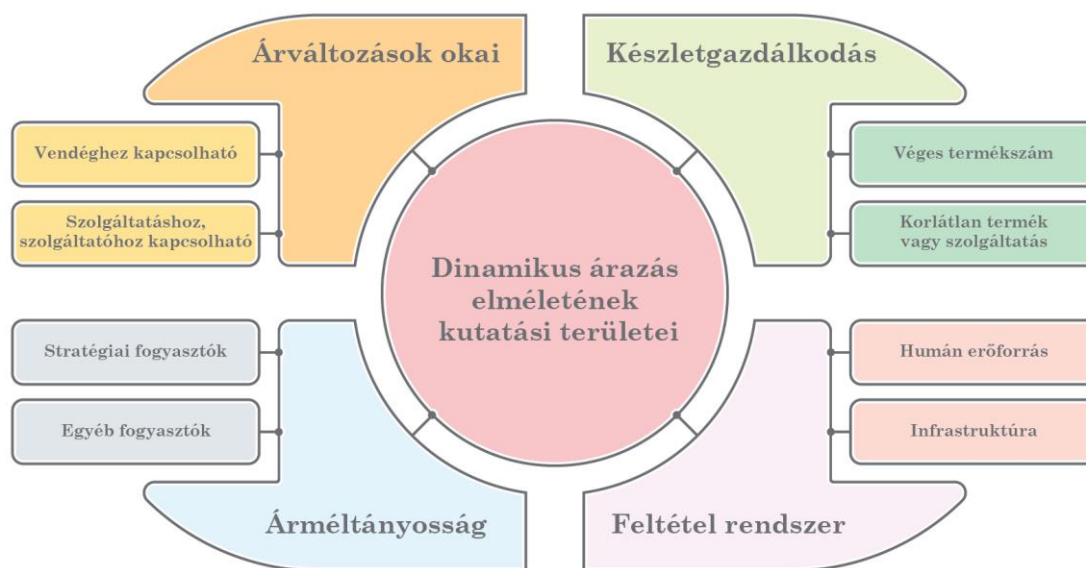 Árváltozások okai
Vendéghez kapcsolható
Szolgáltatáshoz,
szolgáltatóhoz kapcsolható
Készletgazdálkodás
Véges termékszám
Korlátlan termék
vagy szolgáltatás
Dinamikus árazás
elméletének
kutatási területei
Stratégiai fogyasztók
Egyéb fogyasztók
Árméltányosság
Humán erőforrás
Infrastruktúra
Feltétel rendszer